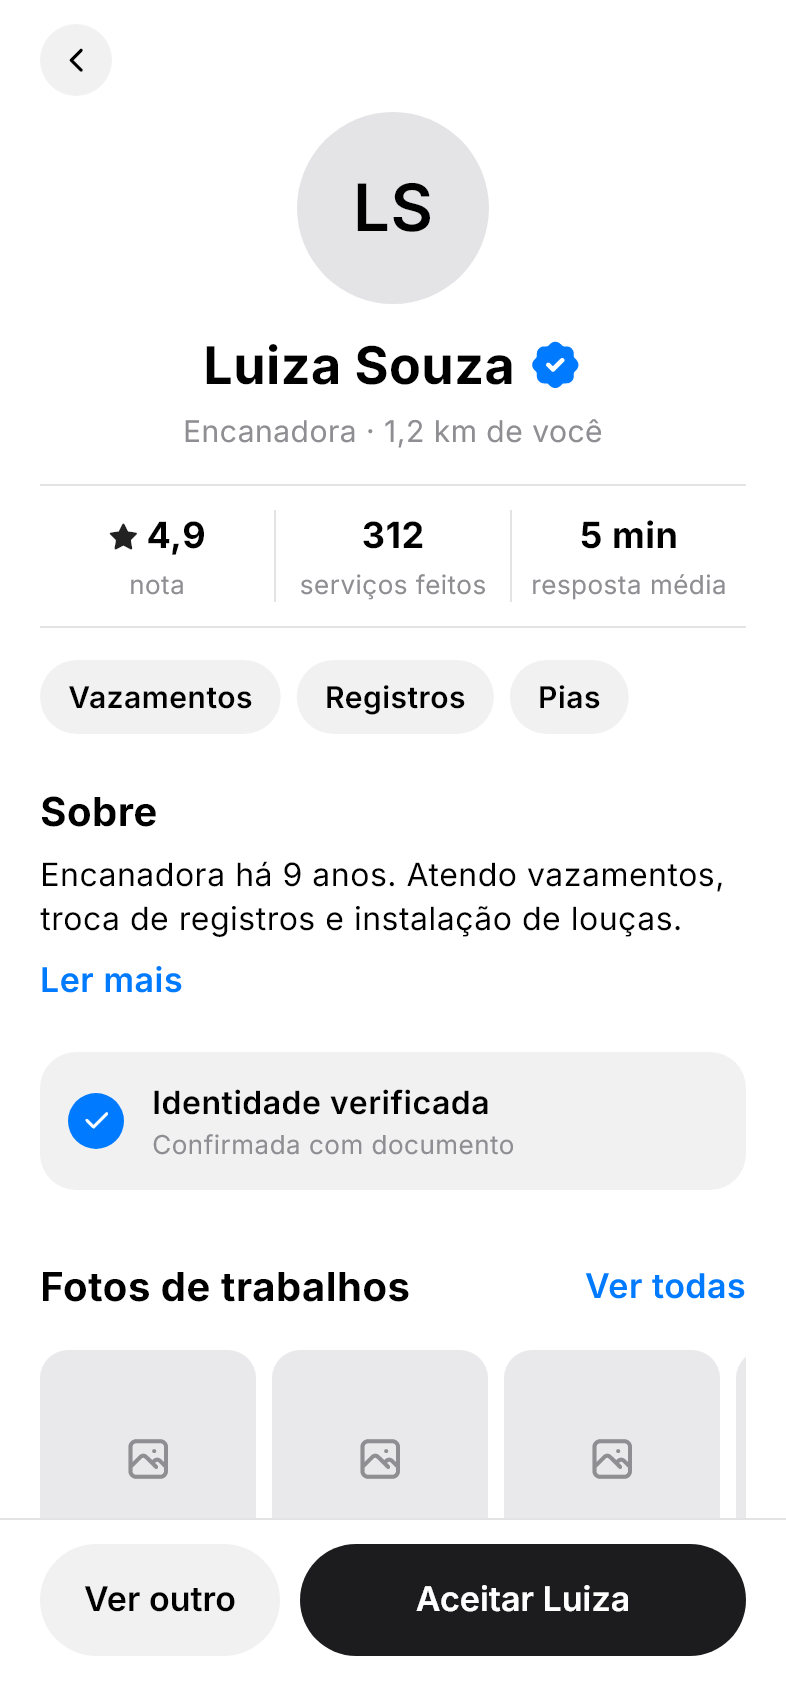 LS
Luiza Souza
Encanadora · 1,2 km de você
4,9
nota
312
serviços feitos
5 min
resposta média
Vazamentos
Registros
Pias
Sobre
Encanadora há 9 anos. Atendo vazamentos,
troca de registros e instalação de louças.
Ler mais
Identidade verificada
Confirmada com documento
Fotos de trabalhos
Ver todas
Ver outro
Aceitar Luiza